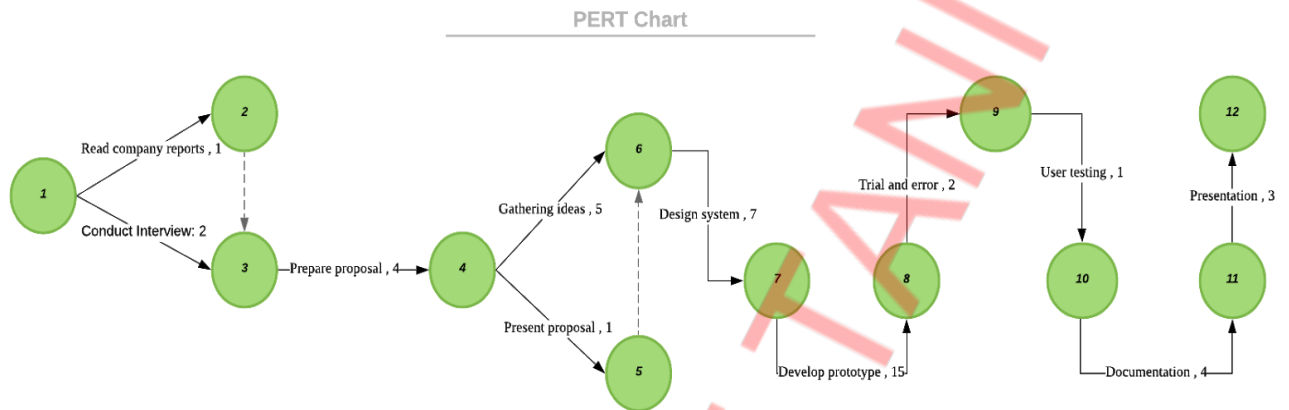 PERT Chart
1
2
Read company reports , 1
Conduct Interview: 2
3
Prepare proposal , 4
4
Gathering ideas , 5
Present proposal , 1
6
5
Design system , 7
7
Develop prototype , 15
8
Trial and error , 2
9
User testing , 1
10
Documentation , 4
11
Presentation , 3
12